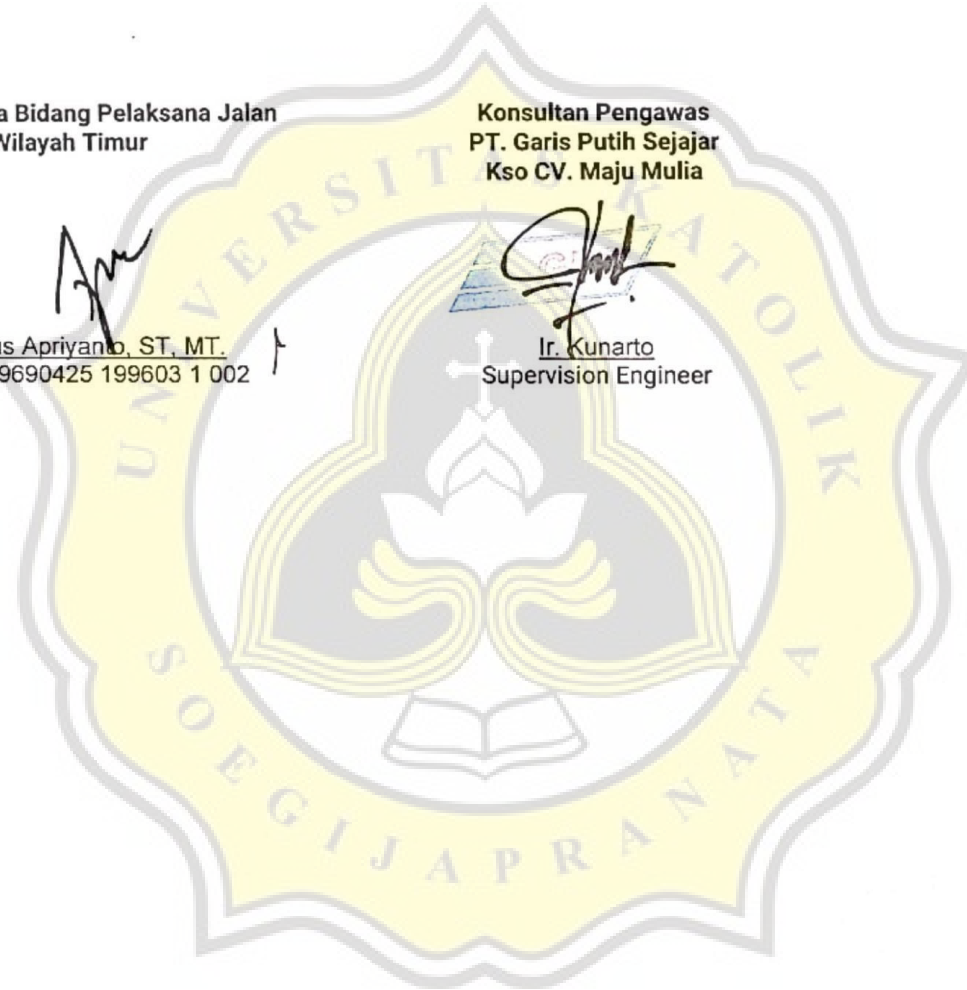 a Bidang Pelaksana Jalan
Wilayah Timur
us Apriyanto, ST, MT.
9690425 199603 1 002
Konsultan Pengawas
PT. Garis Putih Sejajar
Kso CV. Maju Mulia
Ir. Kunarto
Supervision Engineer
UNIVERSITAS KATOLIK
SOEGIJAPRANATA